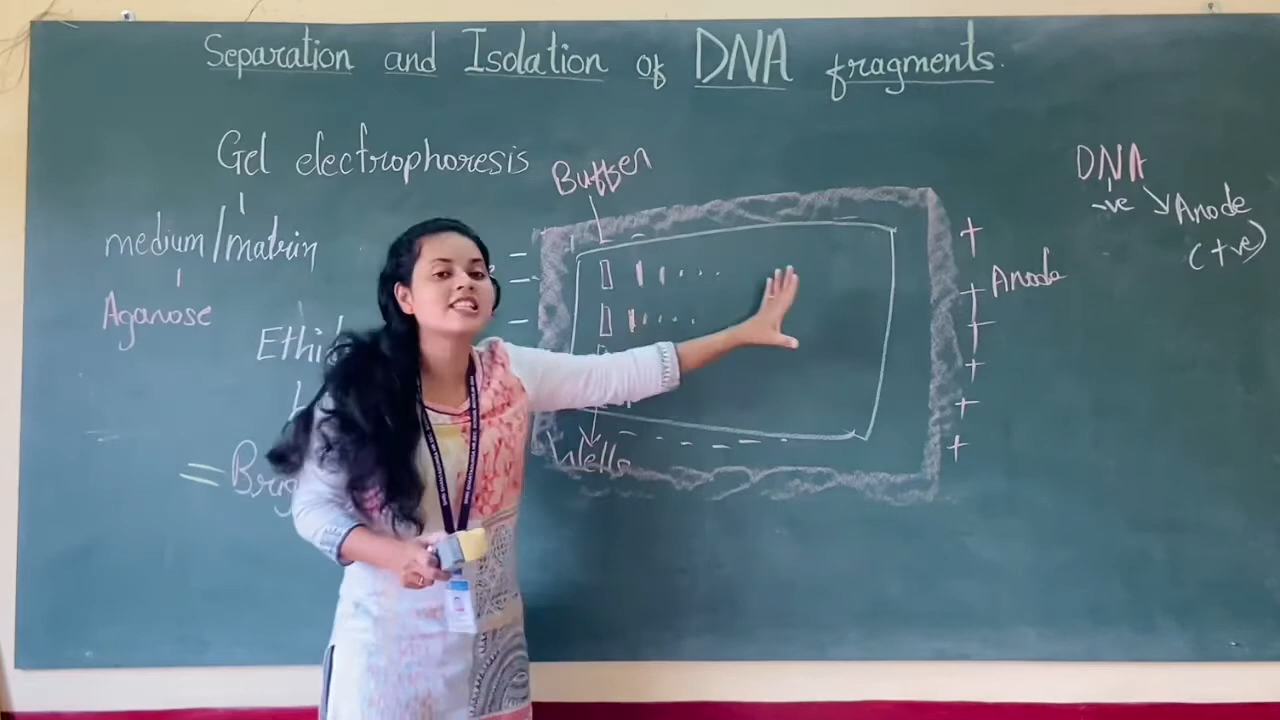 Separation and Isolation of DNA fragments.
Gel electrophoresis
medium/matrix
Agarose
Buffer
Wells
+
Anode
DNA
-ve
Anode
(+ve)